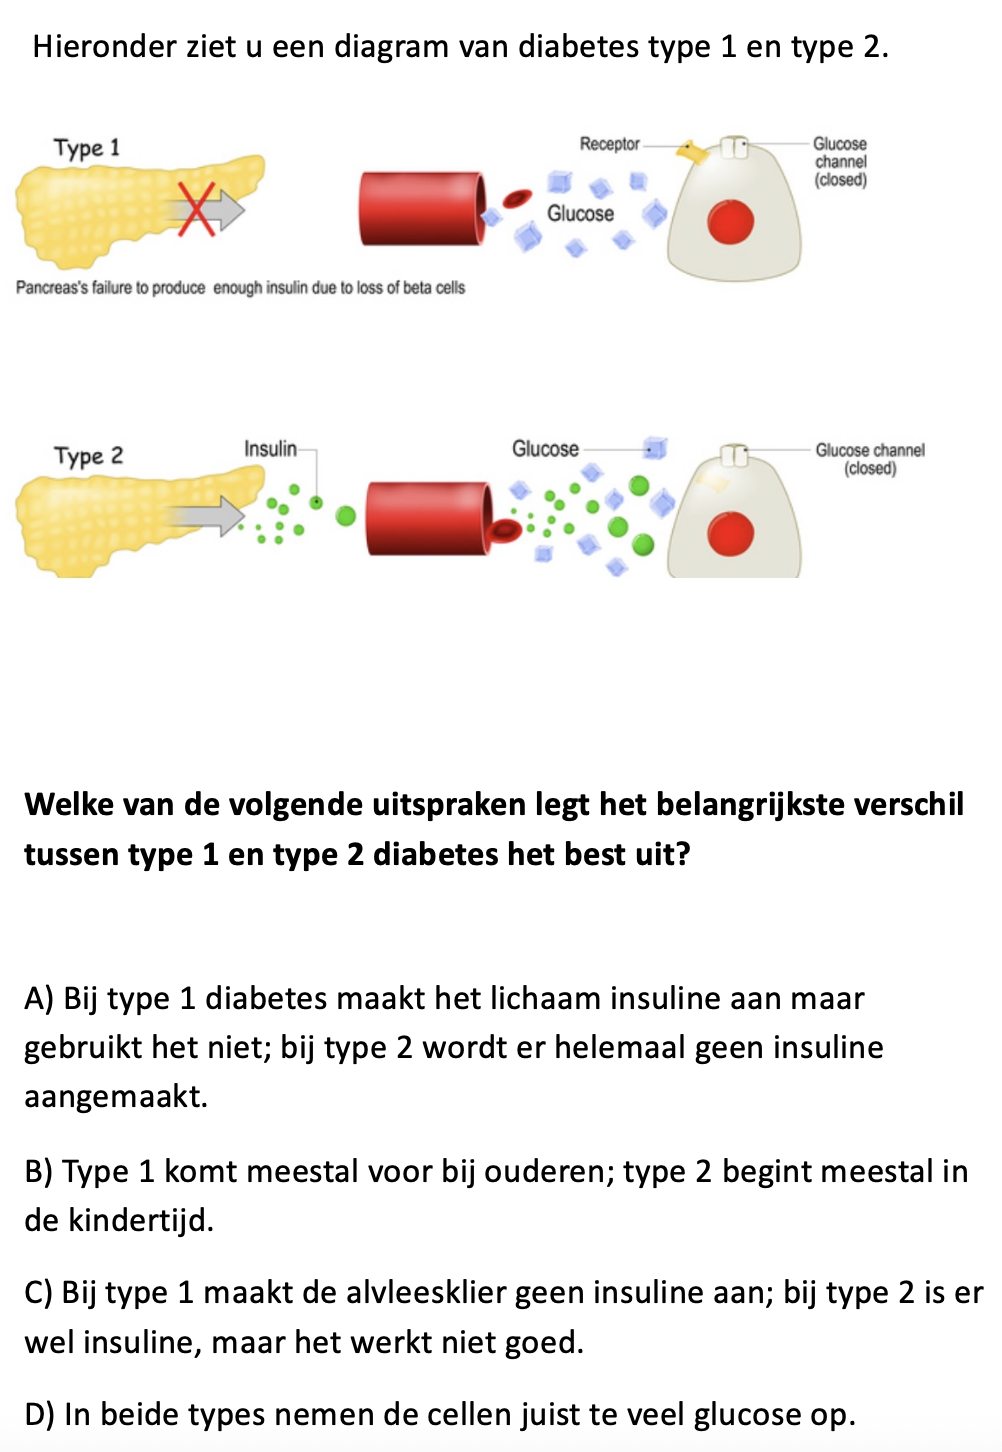 Hieronder ziet u een diagram van diabetes type 1 en type 2.
Type 1
Receptor
Glucose
channel
(closed)
Glucose
Pancreas's failure to produce enough insulin due to loss of beta cells
Type 2
Insulin
Glucose
Glucose channel
(closed)
Welke van de volgende uitspraken legt het belangrijkste verschil
tussen type 1 en type 2 diabetes het best uit?
A) Bij type 1 diabetes maakt het lichaam insuline aan maar
gebruikt het niet; bij type 2 wordt er helemaal geen insuline
aangemaakt.
B) Type 1 komt meestal voor bij ouderen; type 2 begint meestal in
de kindertijd.
C) Bij type 1 maakt de alvleesklier geen insuline aan; bij type 2 is er
wel insuline, maar het werkt niet goed.
D) In beide types nemen de cellen juist te veel glucose op.